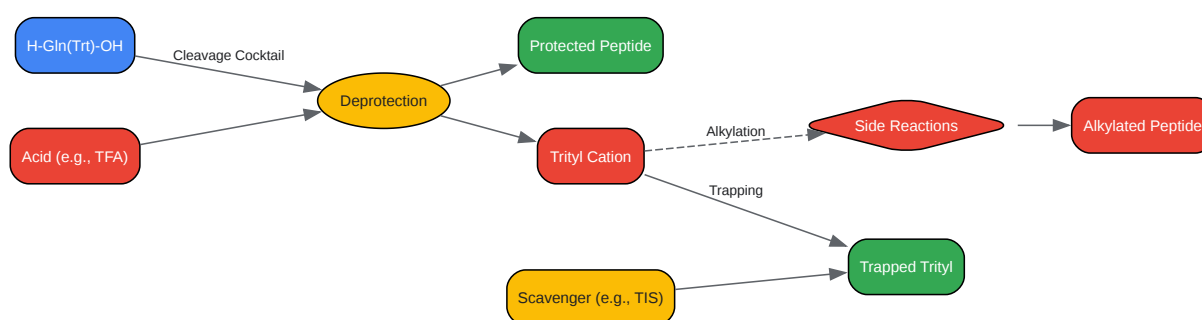 H-Gln(Trt)-OH
Cleavage Cocktail
Protected Peptide
Deprotection
Acid (e.g., TFA)
Trityl Cation
Alkylation
Side Reactions
Alkylated Peptide
Trapping
Trapped Trityl
Scavenger (e.g., TIS)